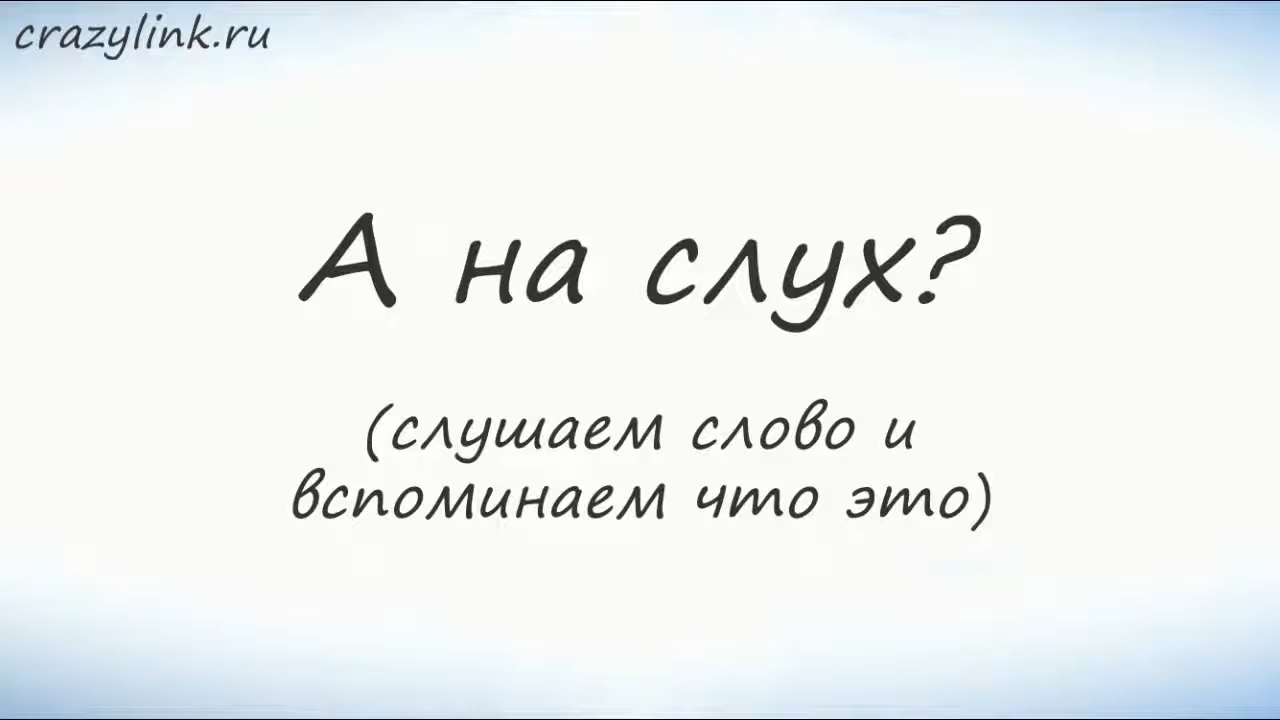 crazylink.ru
А на слух?
(слушаем слово и
вспоминаем что это)